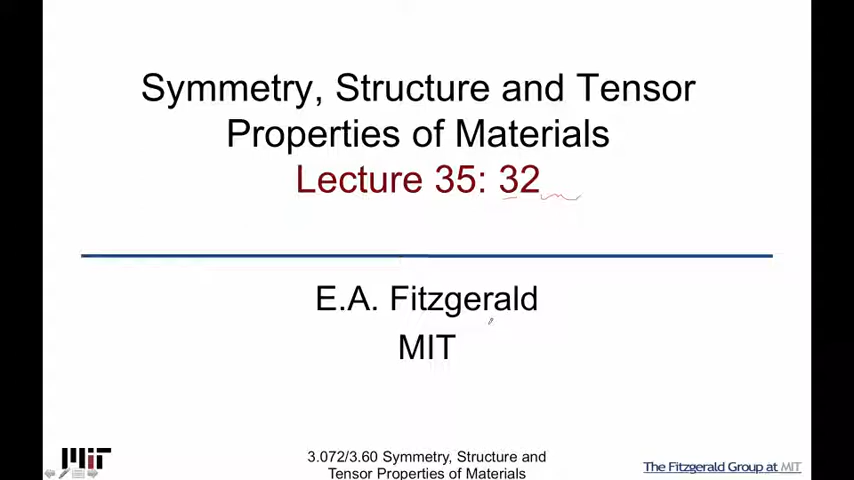 Symmetry, Structure and Tensor
Properties of Materials
Lecture 35: 32
E.A. Fitzgerald
MIT
MIT
3.072/3.60 Symmetry, Structure and
Tensor Properties of Materials
The Fitzgerald Group at MIT